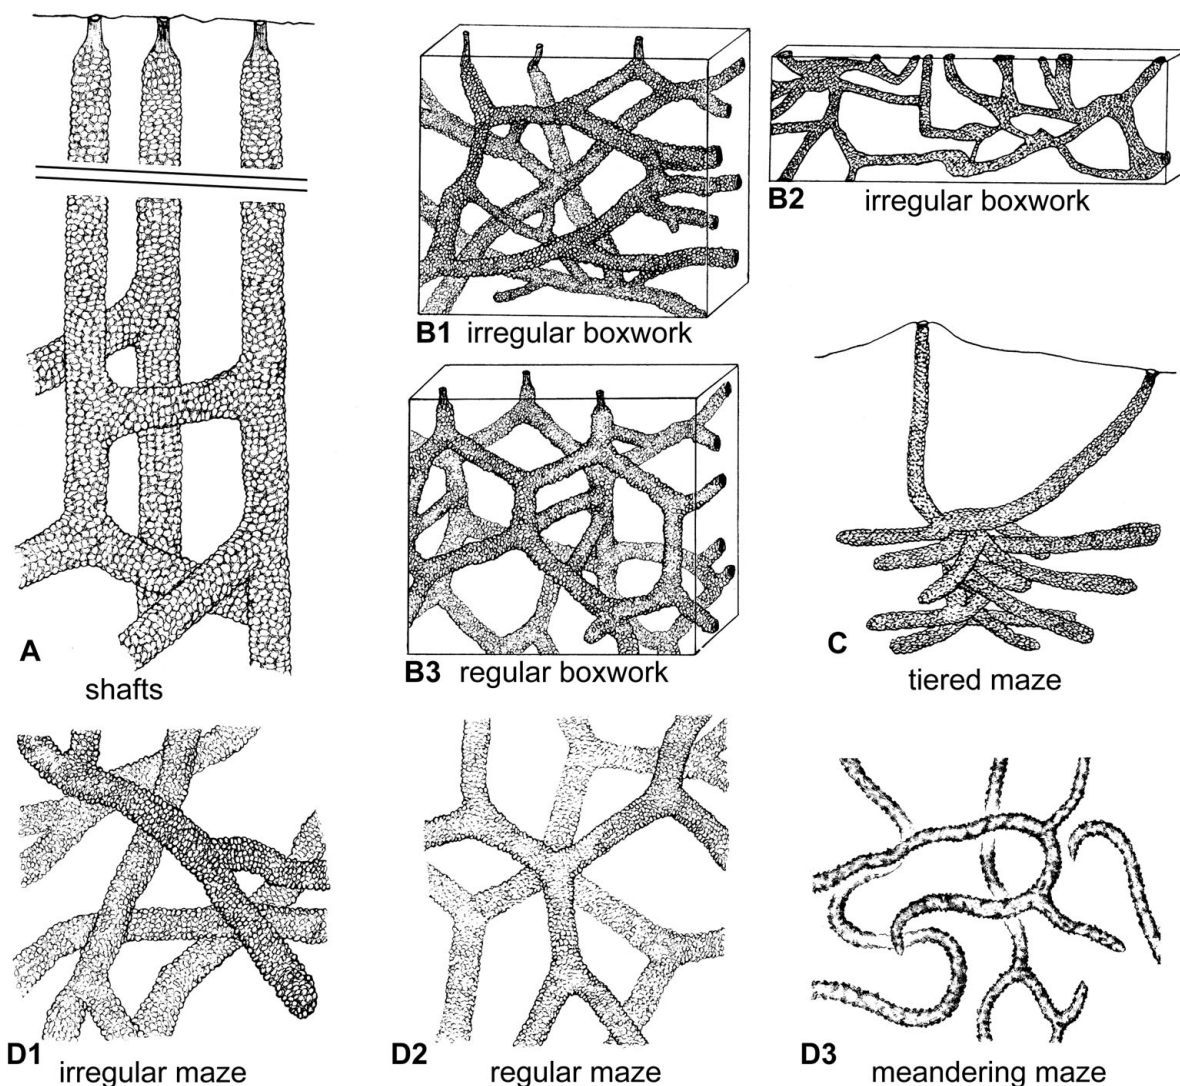 A
shafts
B1 irregular boxwork
B2 irregular boxwork
B3 regular boxwork
C
tiered maze
D1
irregular maze
D2
regular maze
D3
meandering maze